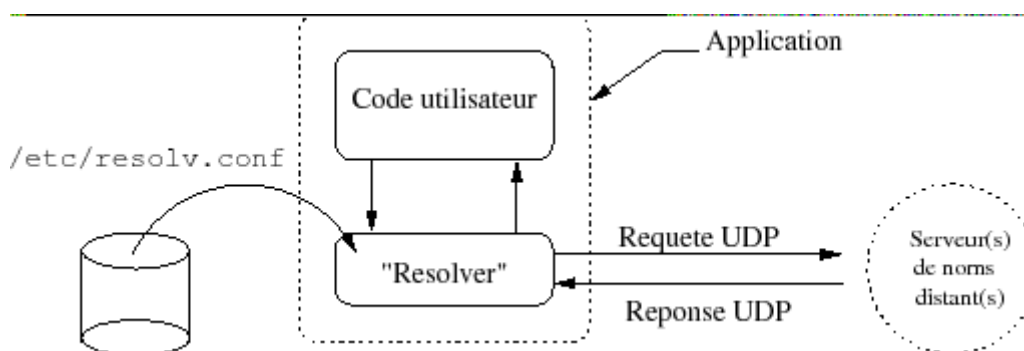 Application
Code utilisateur
/etc/resolv.conf
Requete UDP
"Resolver"
Serveur(s)
de noms
distant(s)
Reponse UDP